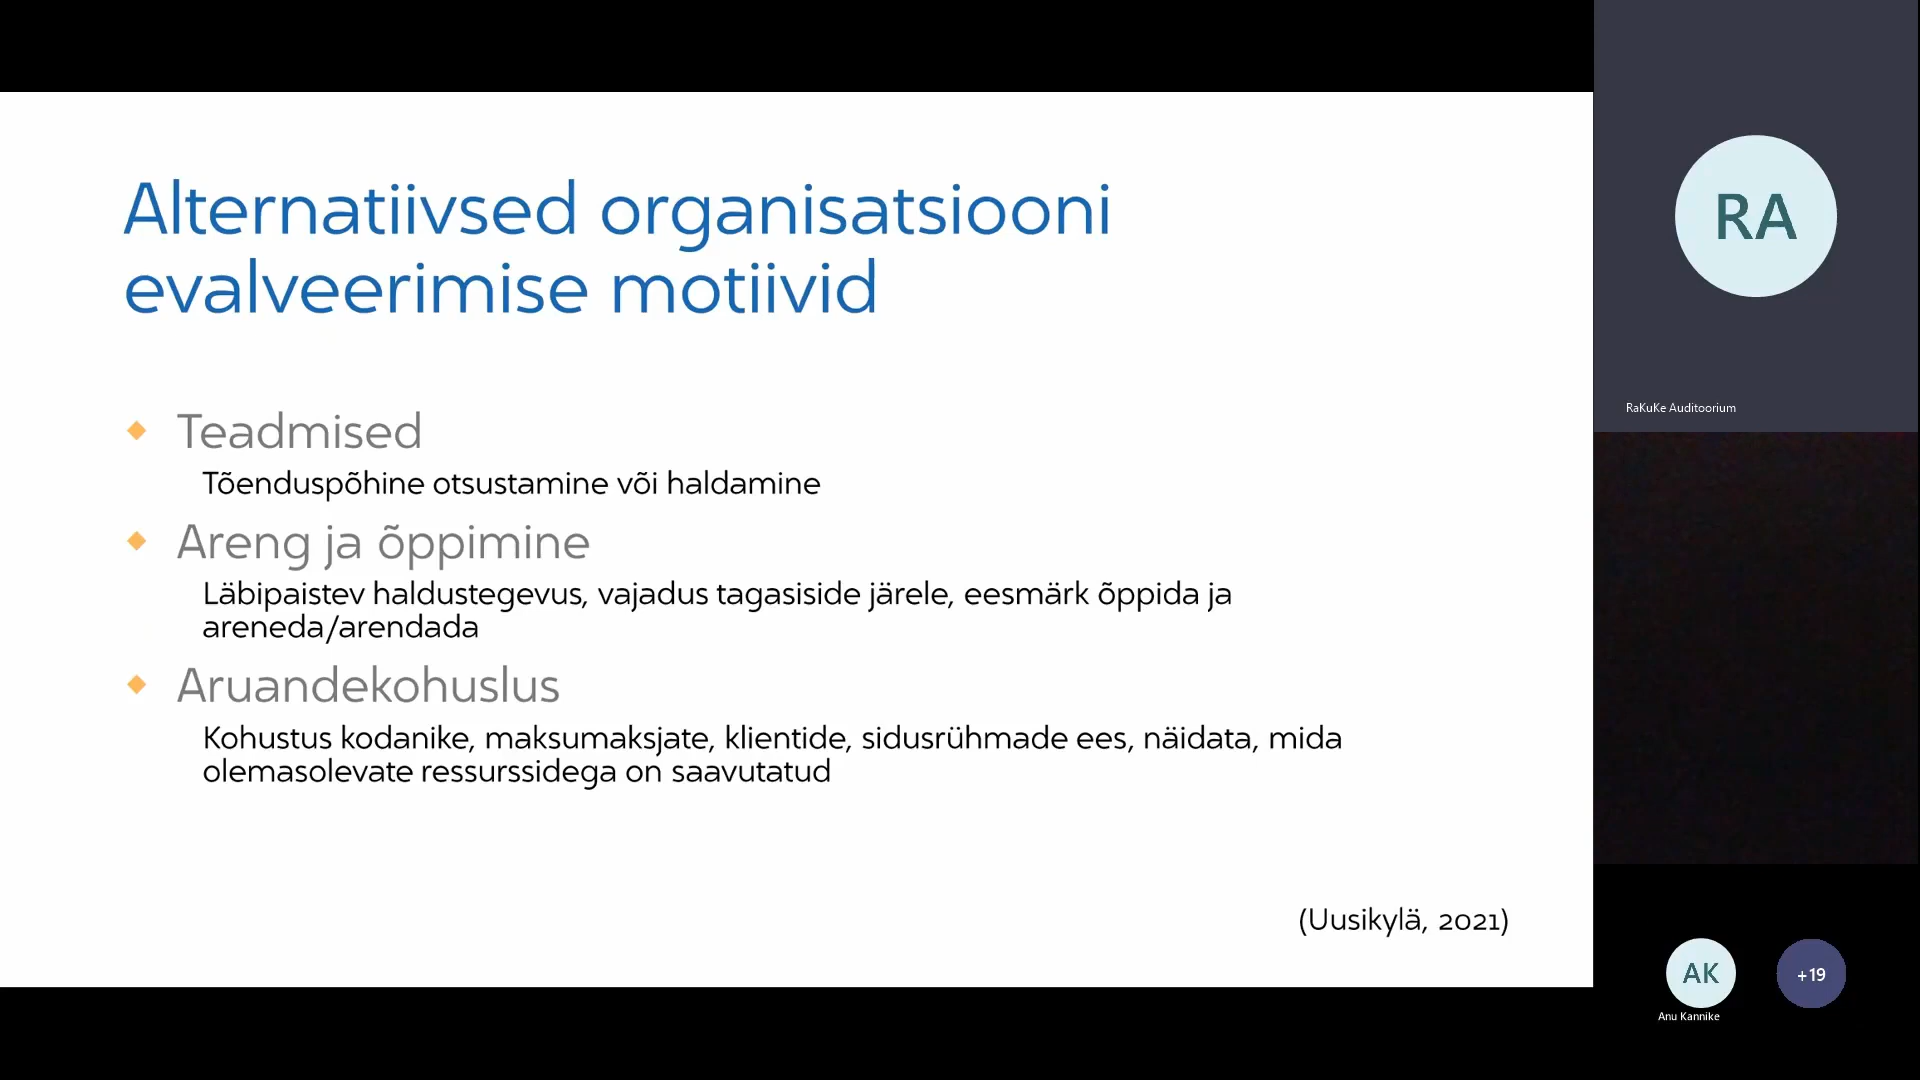 Alternatiivsed organisatsiooni
evalveerimise motiivid
Teadmised
Tõenduspõhine otsustamine või haldamine
Areng ja õppimine
Läbipaistev haldustegevus, vajadus tagasiside järele, eesmärk õppida ja
areneda/arendada
Aruandekohuslus
Kohustus kodanike, maksumaksjate, klientide, sidusrühmade ees, näidata, mida
olemasolevate ressurssidega on saavutatud
(Uusikylä, 2021)
RA
RaKuKe Auditoorium
AK
+19
Anu Kannike